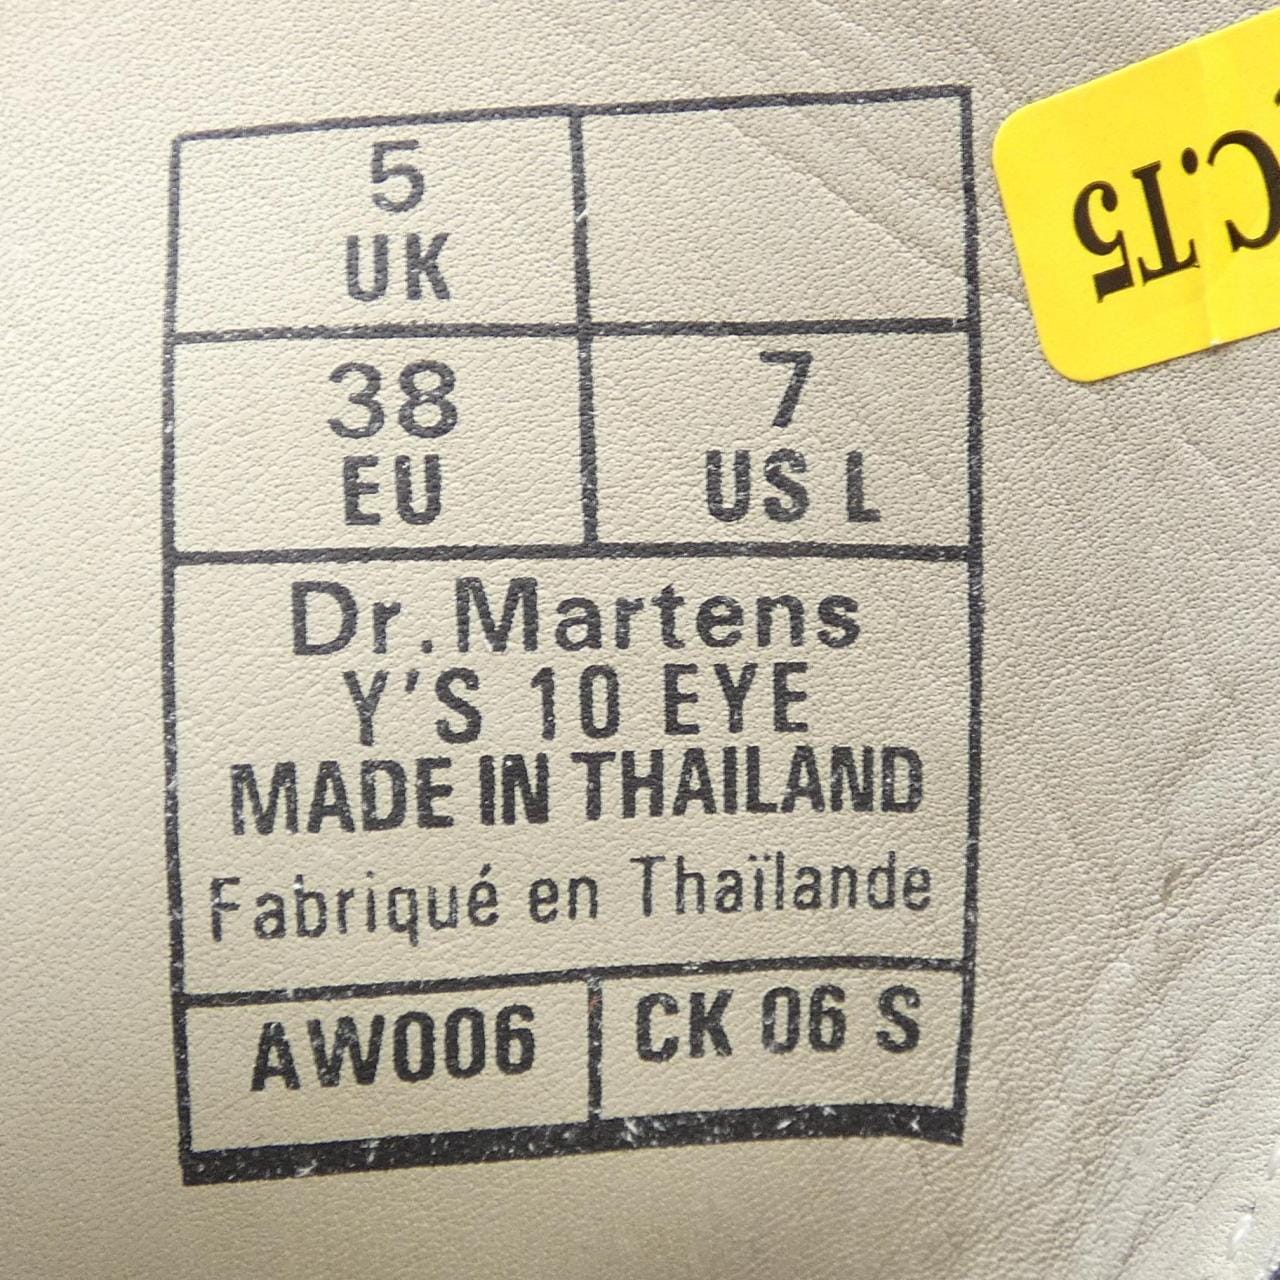 5
UK
38
EU
7
US L
Dr. Martens
Y'S 10 EYE
MADE IN THAILAND
Fabriqué en Thaïlande
AW006
CK 06 S
C.T5